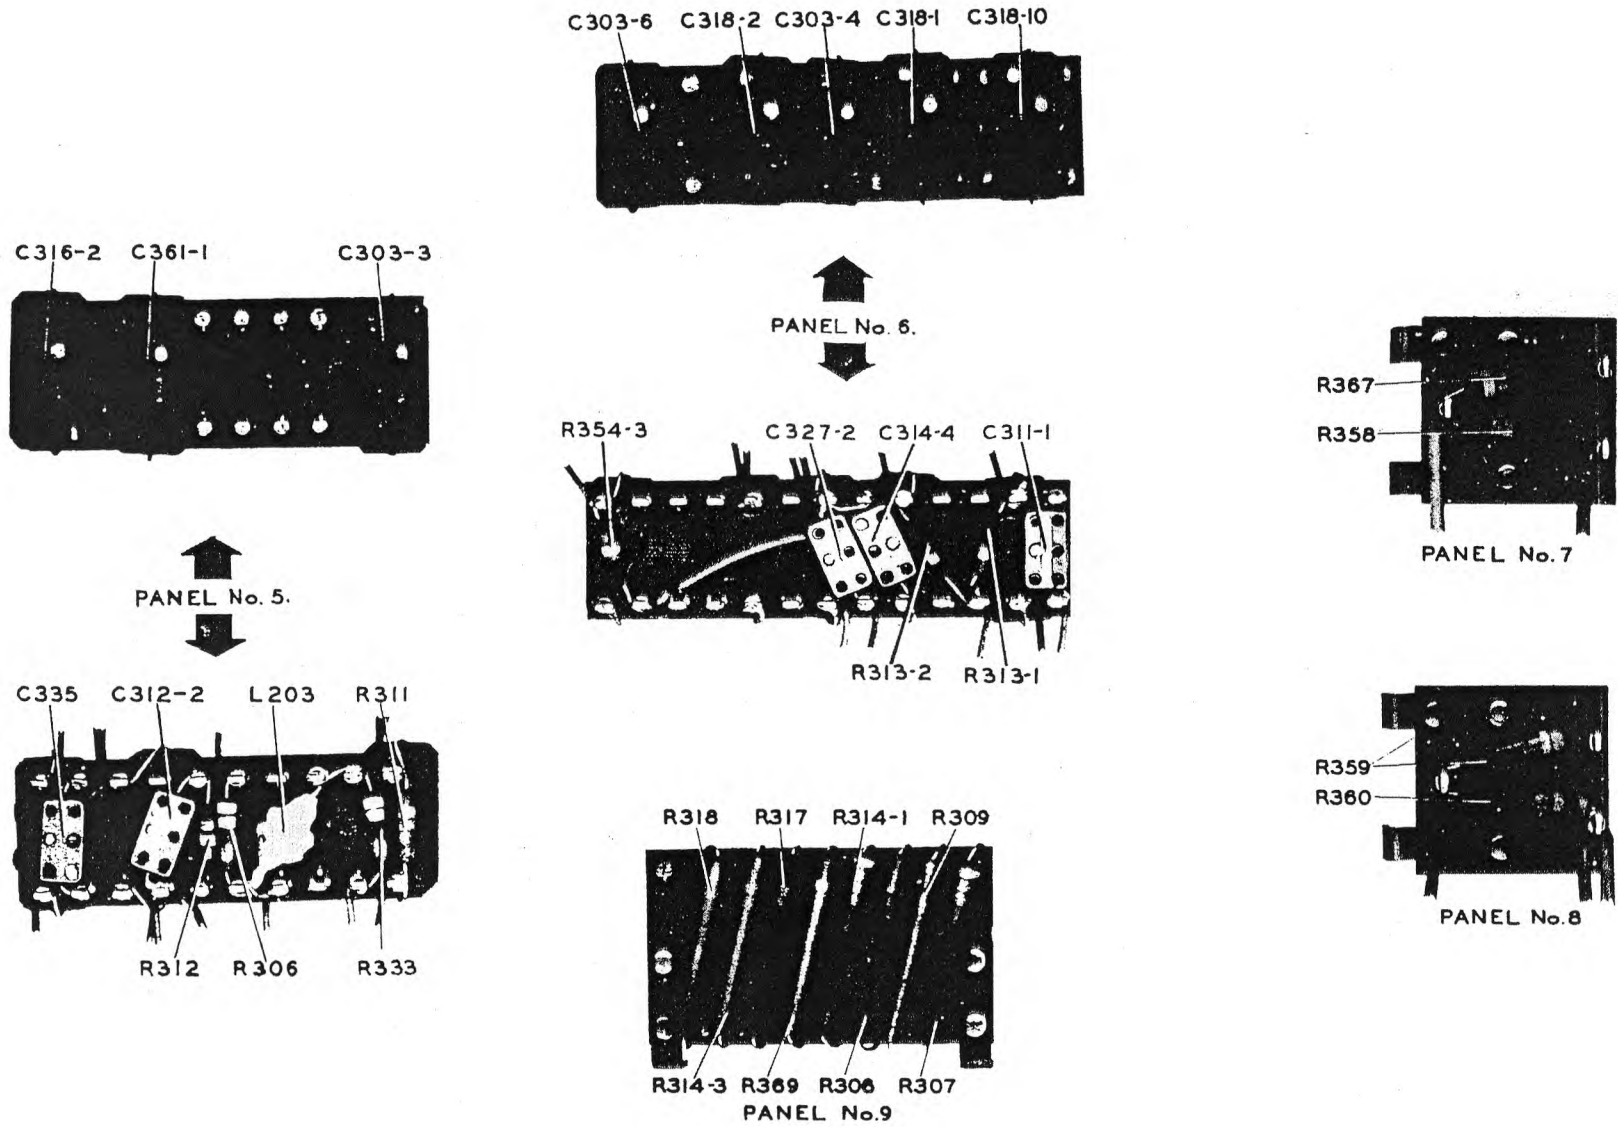 C303-6 C318-2 C303-4 C318-1 C318-10
PANEL No. 6.
R354-3 C327-2 C314-4 C311-1
R313-2 R313-1
C316-2 C361-1 C303-3
PANEL No. 5.
C335 C312-2 L203 R311
R312 R306 R333
R367
R358
PANEL No.7
R359
R360
PANEL No.8
R318 R317 R314-1 R309
R314-3 R369 R306 R307
PANEL No.9